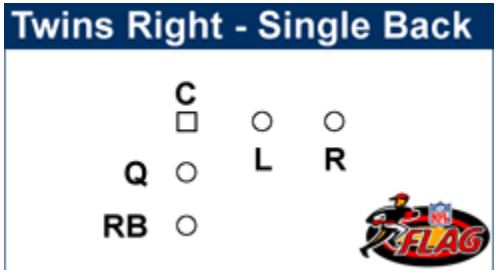 Twins Right - Single Back
C
L R
Q
RB
NFL
FLAG